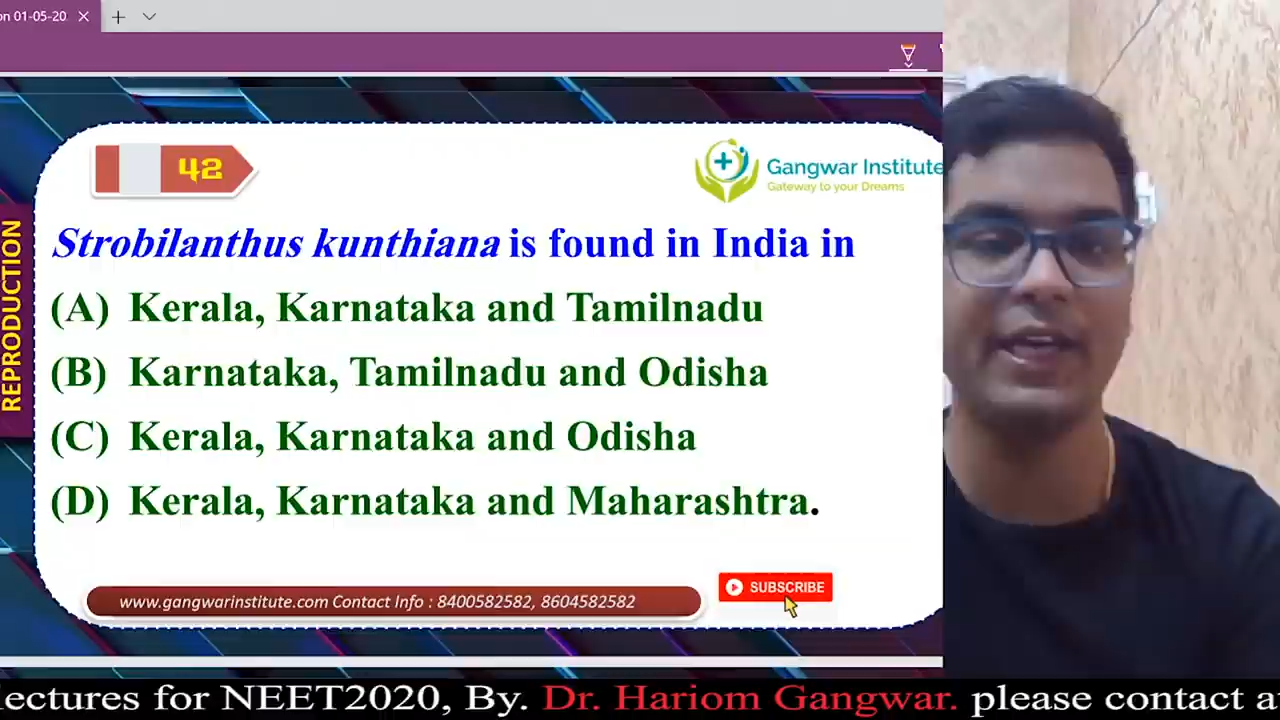 on 01-05-20
42
Gangwar Institute
Gateway to your Dreams
REPRODUCTION
Strobilanthus kunthiana is found in India in
(A) Kerala, Karnataka and Tamilnadu
(B) Karnataka, Tamilnadu and Odisha
(C) Kerala, Karnataka and Odisha
(D) Kerala, Karnataka and Maharashtra.
www.gangwarinstitute.com Contact Info : 8400582582, 8604582582
SUBSCRIBE
lectures for NEET2020, By. Dr. Hariom Gangwar. please contact a